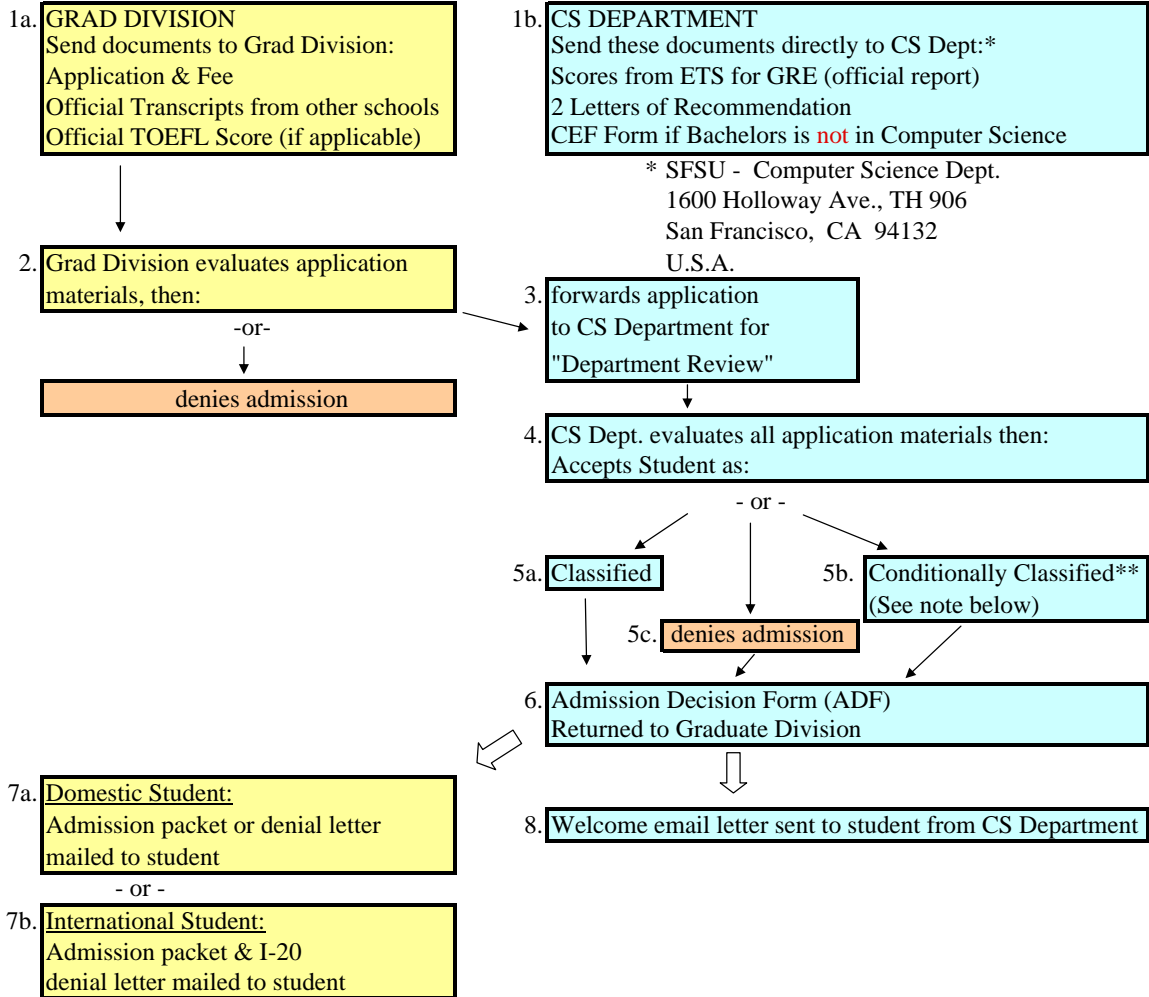 1a. GRAD DIVISION
Send documents to Grad Division:
Application & Fee
Official Transcripts from other schools
Official TOEFL Score (if applicable)
1b. CS DEPARTMENT
Send these documents directly to CS Dept:*
Scores from ETS for GRE (official report)
2 Letters of Recommendation
CEF Form if Bachelors is not in Computer Science
* SFSU - Computer Science Dept.
1600 Holloway Ave., TH 906
San Francisco, CA 94132
U.S.A.
2. Grad Division evaluates application
materials, then:
-or-
denies admission
3. forwards application
to CS Department for
"Department Review"
4. CS Dept. evaluates all application materials then:
Accepts Student as:
- or -
5a. Classified
5b. Conditionally Classified**
(See note below)
5c. denies admission
6. Admission Decision Form (ADF)
Returned to Graduate Division
7a. Domestic Student:
Admission packet or denial letter
mailed to student
- or -
7b. International Student:
Admission packet & I-20
denial letter mailed to student
8. Welcome email letter sent to student from CS Department